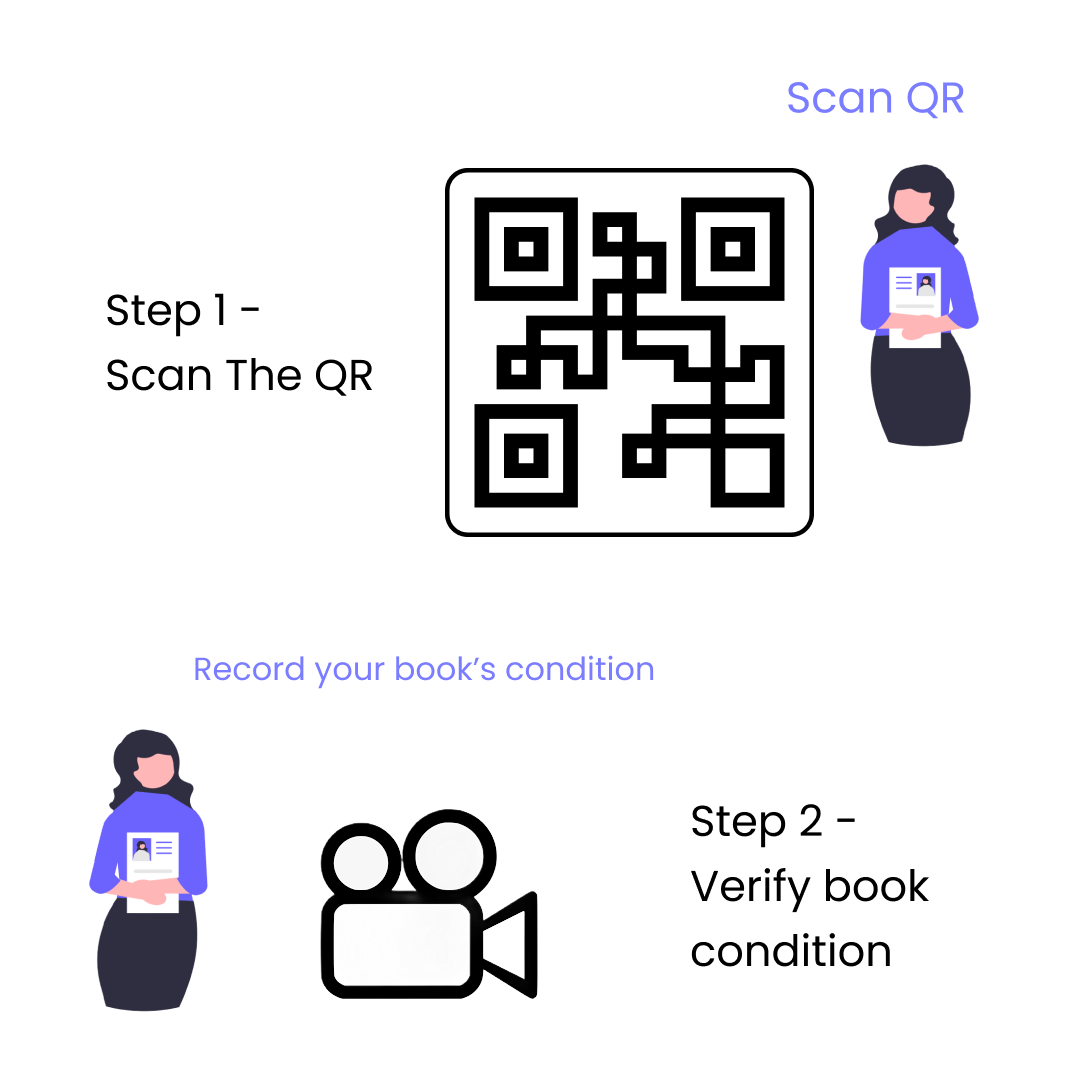 Scan QR
Step 1 -
Scan The QR
Record your book’s condition
Step 2 -
Verify book
condition